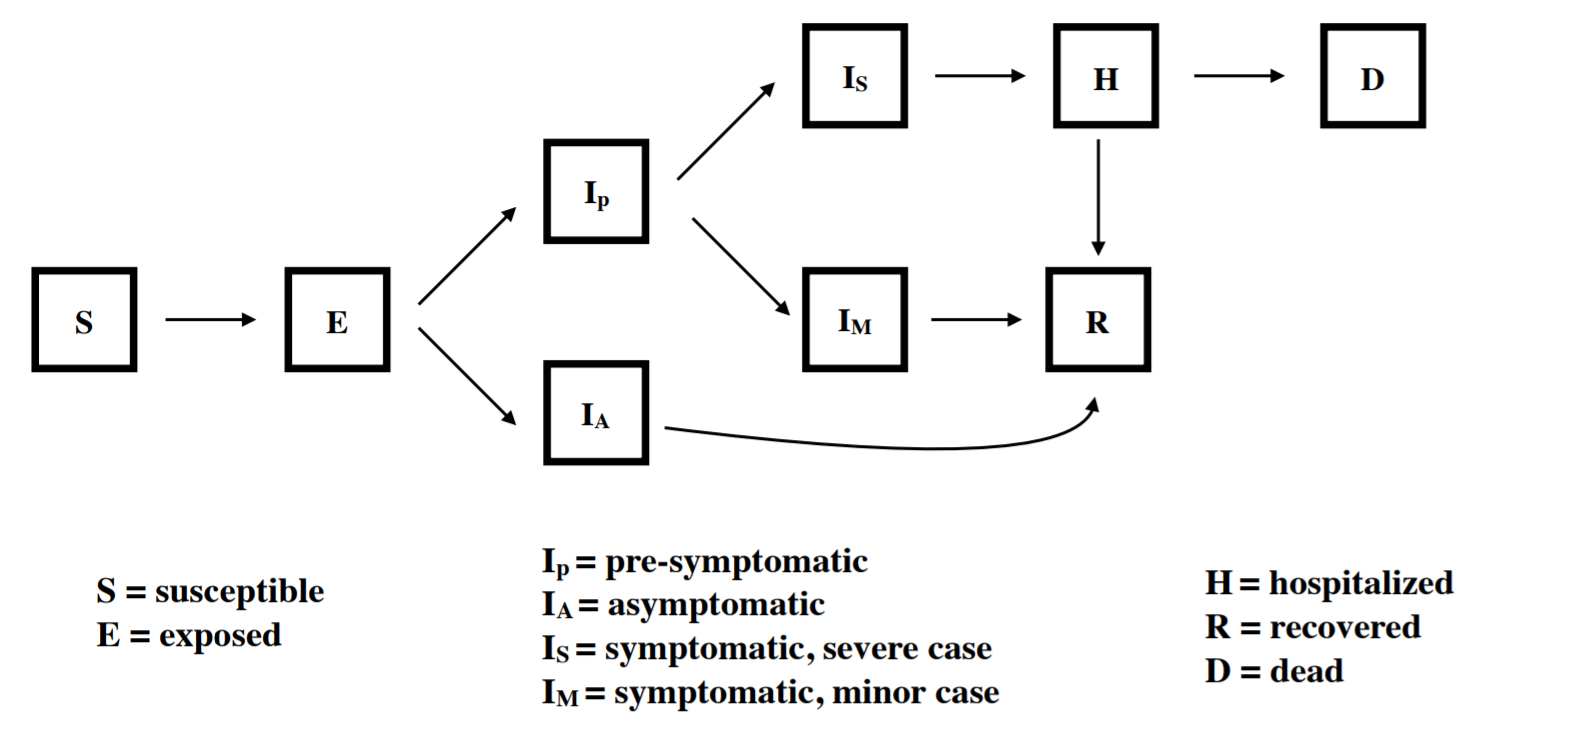 I_S
H
D
I_p
S
E
I_M
R
I_A
S = susceptible
E = exposed
I_p = pre-symptomatic
I_A = asymptomatic
I_S = symptomatic, severe case
I_M = symptomatic, minor case
H = hospitalized
R = recovered
D = dead